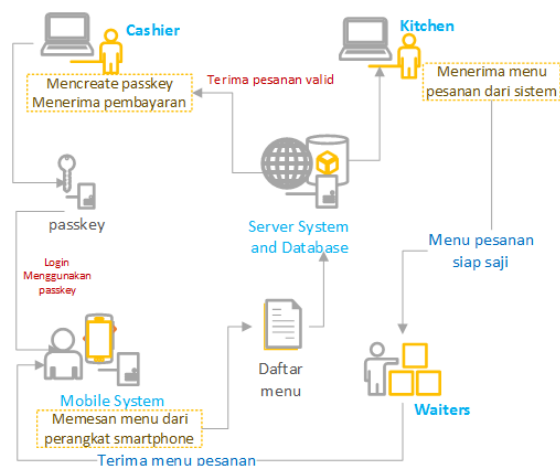 Cashier
Kitchen
Mencreate passkey
Menerima pembayaran
Terima pesanan valid
Menerima menu
pesanan dari sistem
passkey
Server System
and Database
Menu pesanan
siap saji
Login
Menggunakan
passkey
Daftar
menu
Mobile System
Waiters
Memesan menu dari
perangkat smartphone
Terima menu pesanan